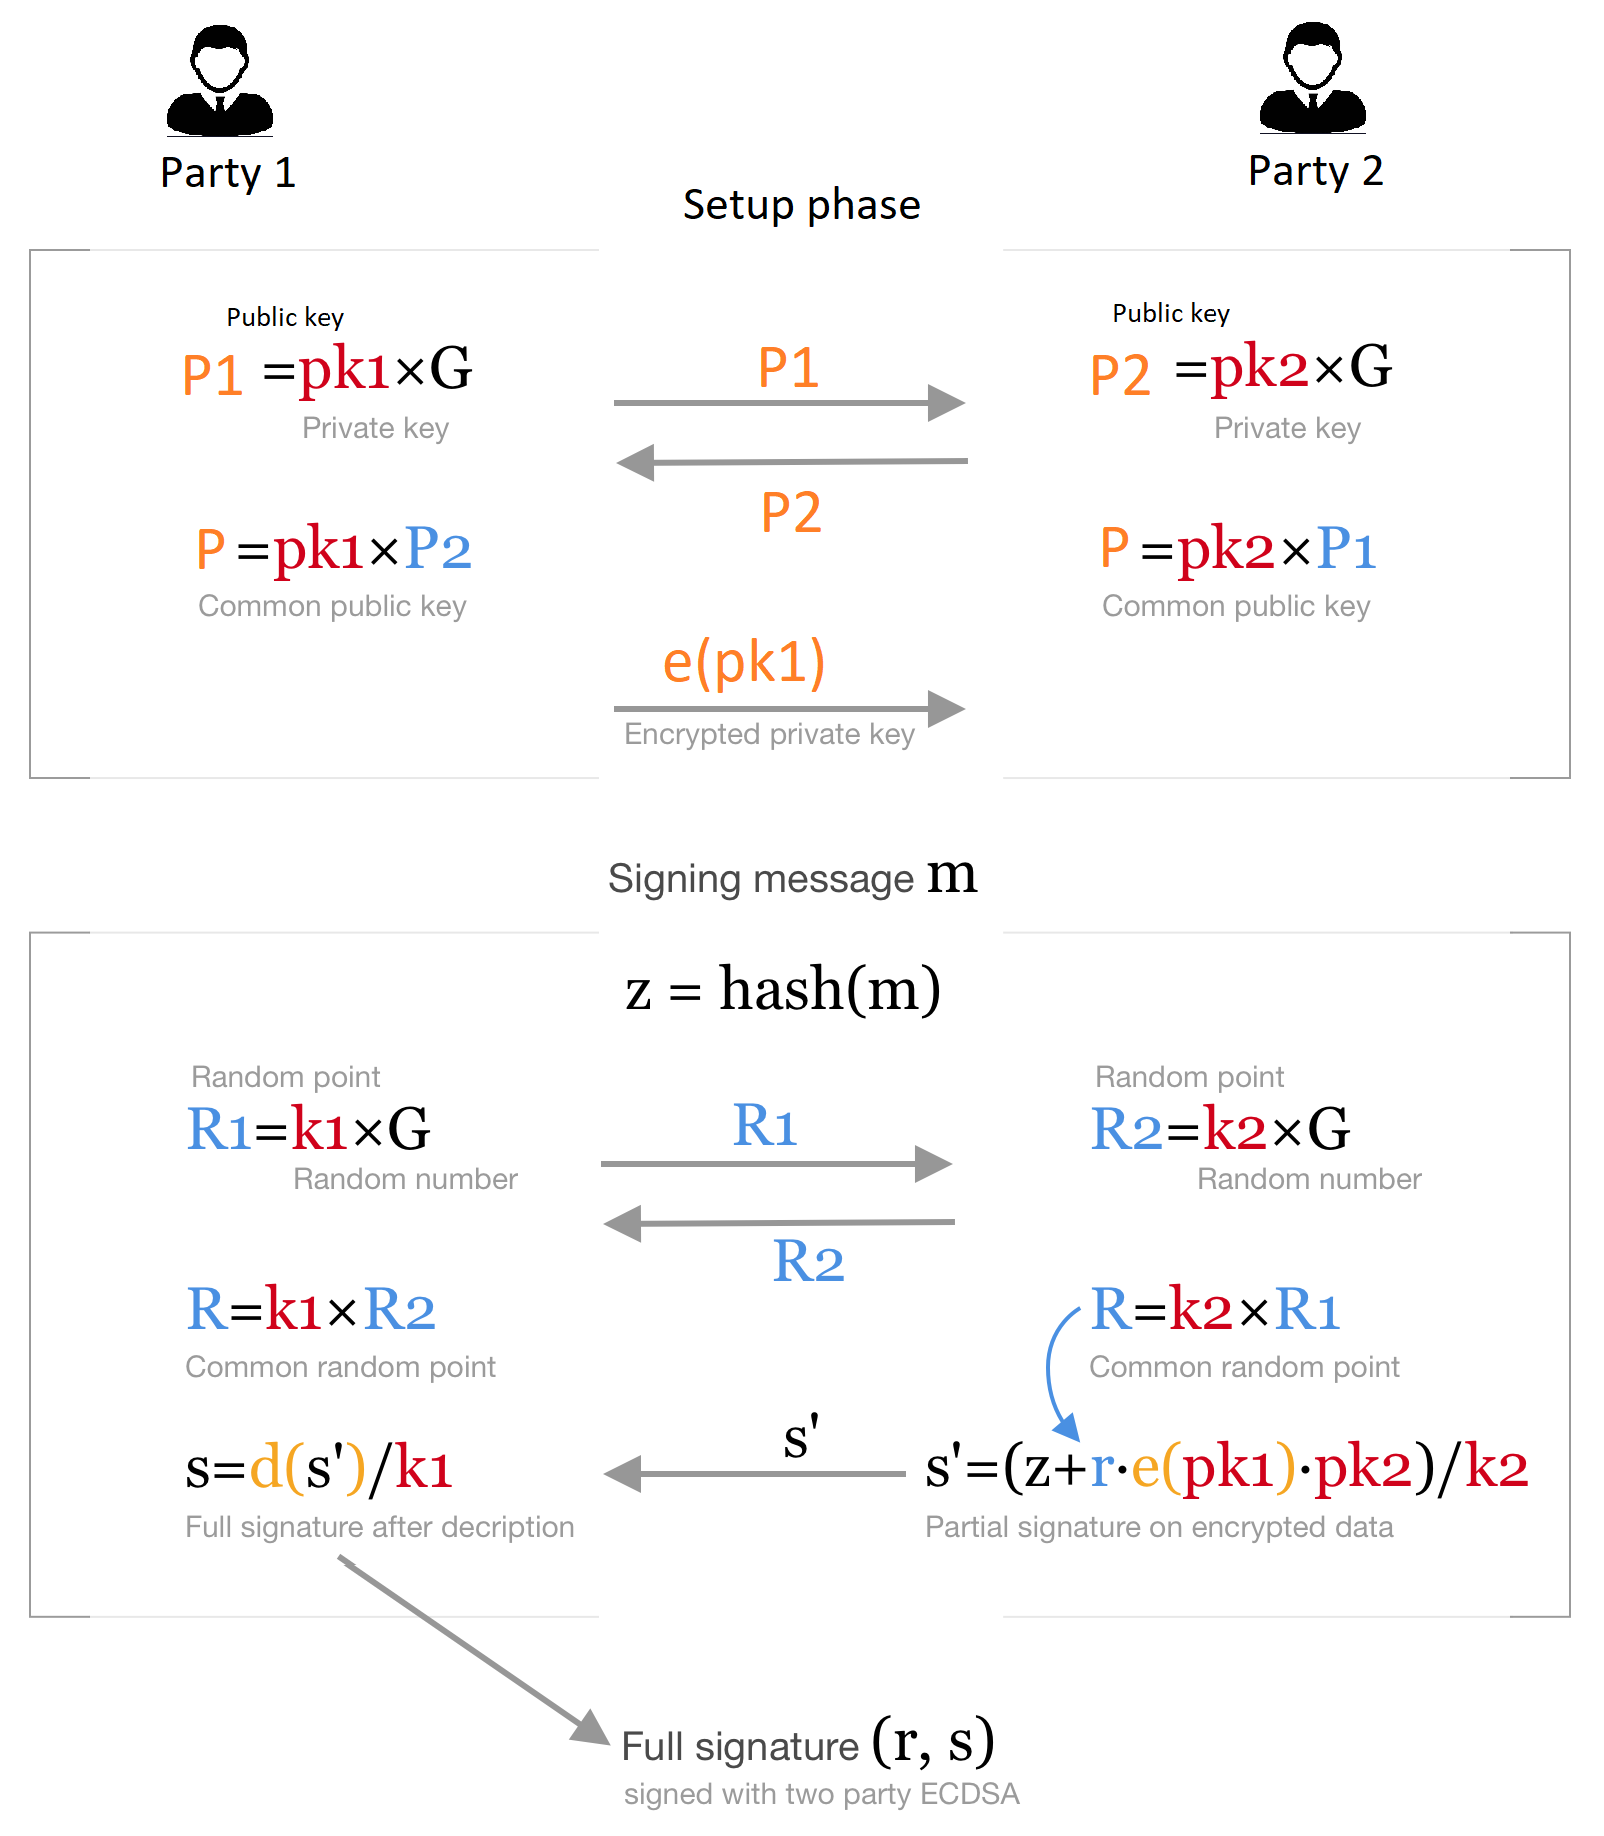 Party 1
Party 2
Setup phase
Public key
Public key
P1 =pk1×G
P1
P2 =pk2×G
Private key
Private key
P2
P =pk1×P2
P =pk2×P1
Common public key
Common public key
e(pk1)
Encrypted private key
Signing message m
z = hash(m)
Random point
Random point
R1=k1×G
R1
R2=k2×G
Random number
Random number
R2
R=k1×R2
R=k2×R1
Common random point
Common random point
s=d(s')/k1
s'
s'=(z+r·e(pk1)·pk2)/k2
Full signature after decription
Partial signature on encrypted data
Full signature (r, s)
signed with two party ECDSA